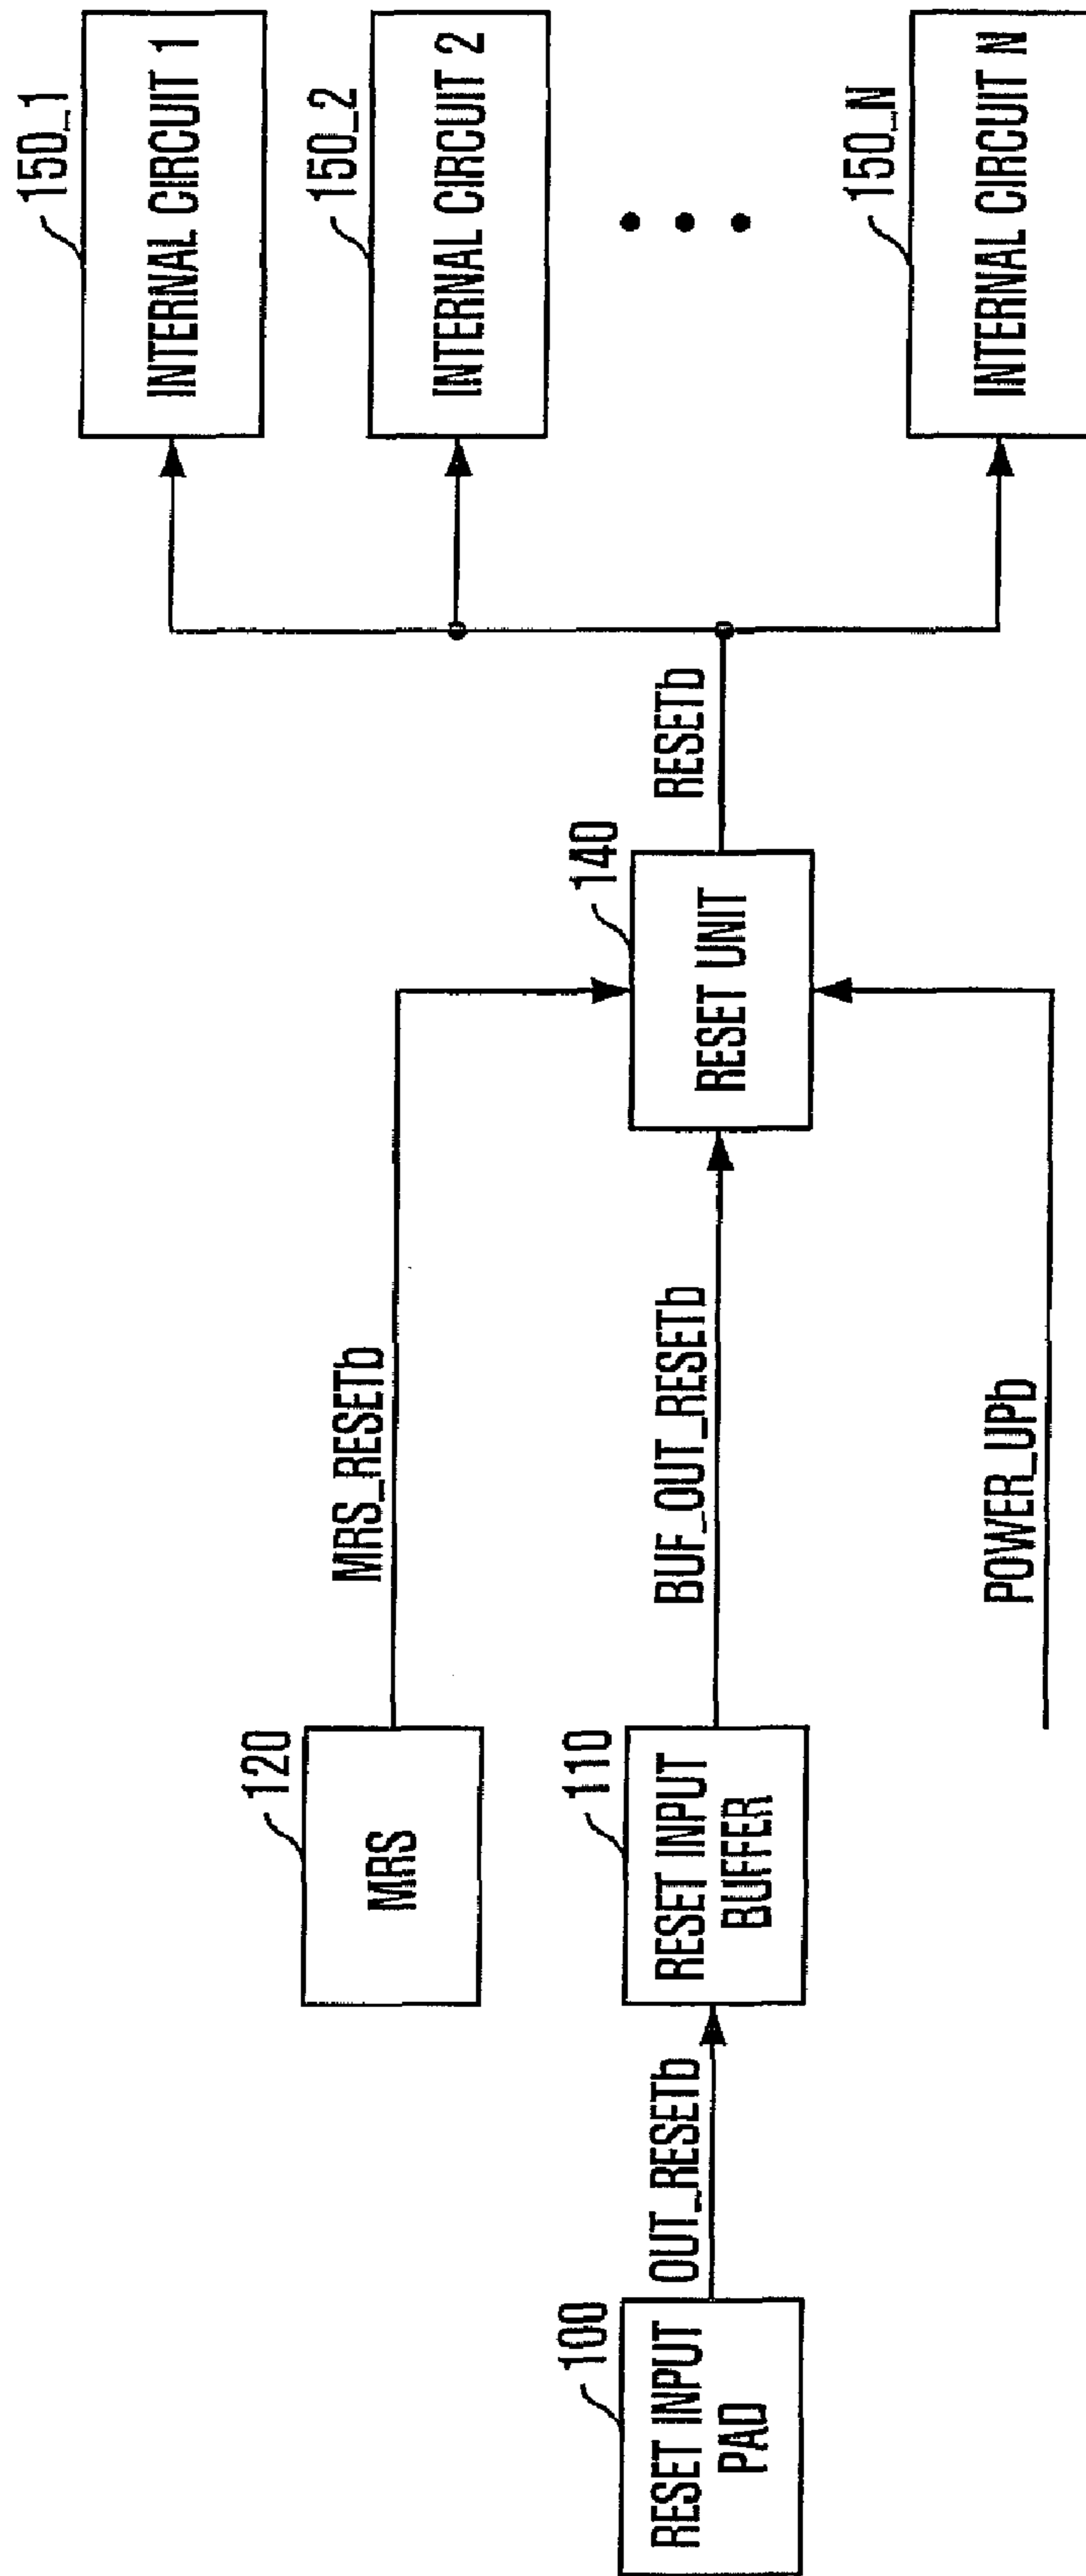 100
RESET INPUT
PAD
OUT_RESETb
110
RESET INPUT
BUFFER
120
MRS
MRS_RESETb
BUF_OUT_RESETb
POWER_UPb
140
RESET UNIT
RESETb
150_1
INTERNAL CIRCUIT 1
150_2
INTERNAL CIRCUIT 2
150_N
INTERNAL CIRCUIT N